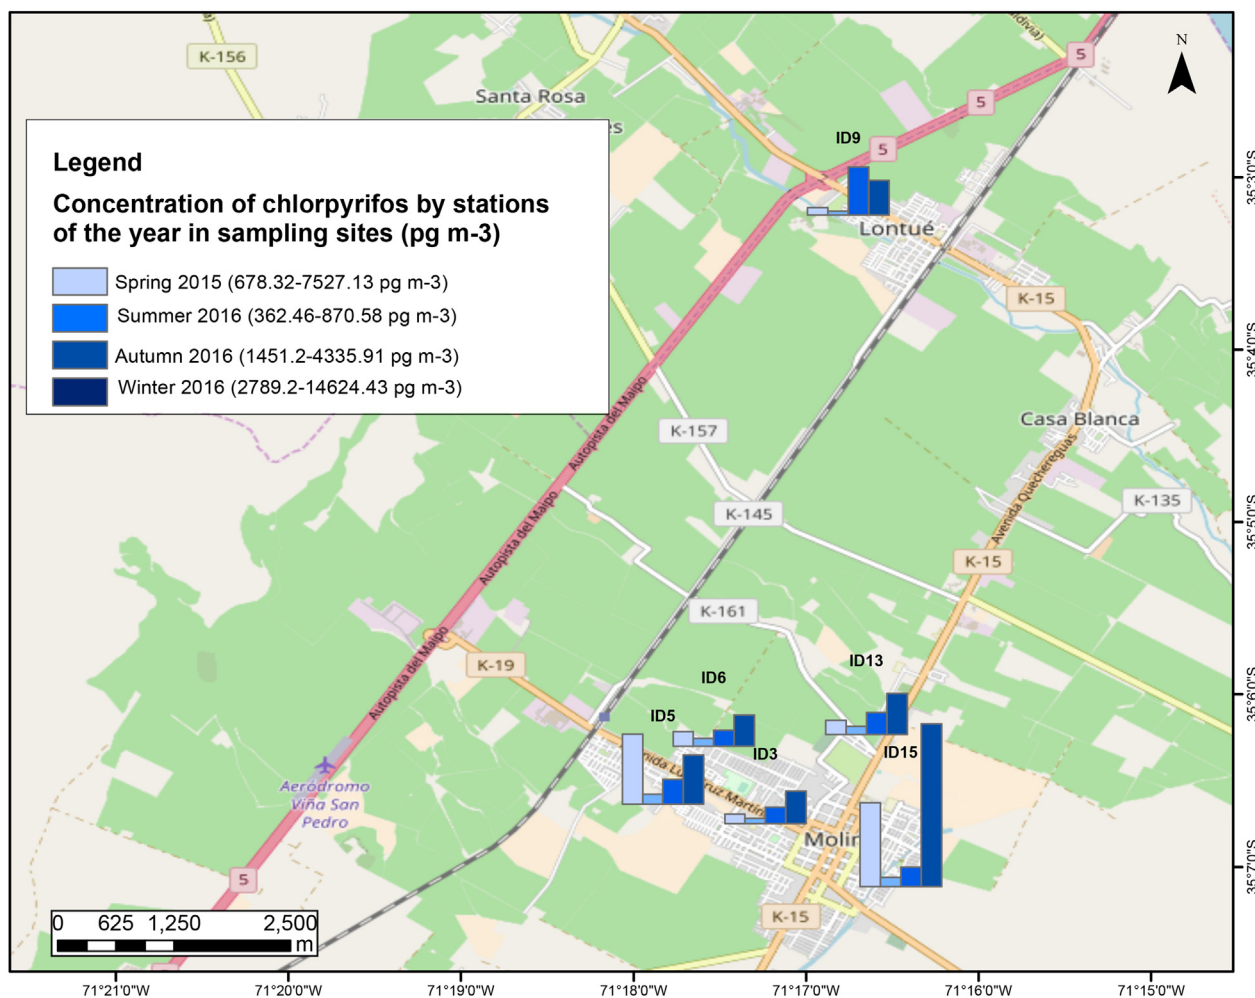 K-156
Santa Rosa
es
5
5
5
N
ID9
Lontué
Legend
Concentration of chlorpyrifos by stations
of the year in sampling sites (pg m-3)
Spring 2015 (678.32-7527.13 pg m-3)
Summer 2016 (362.46-870.58 pg m-3)
Autumn 2016 (1451.2-4335.91 pg m-3)
Winter 2016 (2789.2-14624.43 pg m-3)
K-15
Casa Blanca
K-157
K-145
K-135
Autopista del Maipo
Autopista del Maipo
Autopista del Maipo
Autopista del Maipo
Avenida Quechereguas
K-15
K-161
K-19
ID13
ID6
ID5
ID3
ID15
Aeródromo
Viña San
Pedro
Molin
5
K-15
0 625 1,250 2,500
m
35°3'0"S
35°4'0"S
35°5'0"S
35°6'0"S
35°7'0"S
71°21'0"W 71°20'0"W 71°19'0"W 71°18'0"W 71°17'0"W 71°16'0"W 71°15'0"W